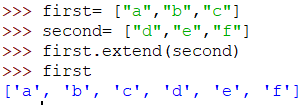 >>> first= ["a","b","c"]
>>> second= ["d","e","f"]
>>> first.extend(second)
>>> first
['a', 'b', 'c', 'd', 'e', 'f']